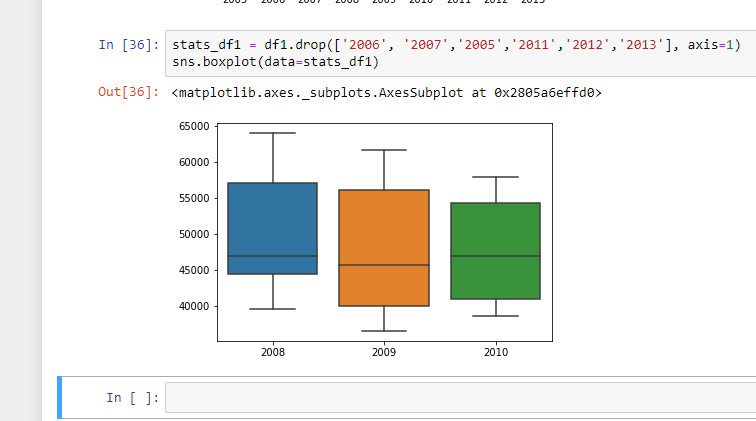 In [36]: stats_df1 = df1.drop(['2006', '2007','2005','2011','2012','2013'], axis=1)
sns.boxplot(data=stats_df1)
Out[36]: <matplotlib.axes._subplots.AxesSubplot at 0x2805a6effd0>
65000
60000
55000
50000
45000
40000
2008 2009 2010
In [ ]: